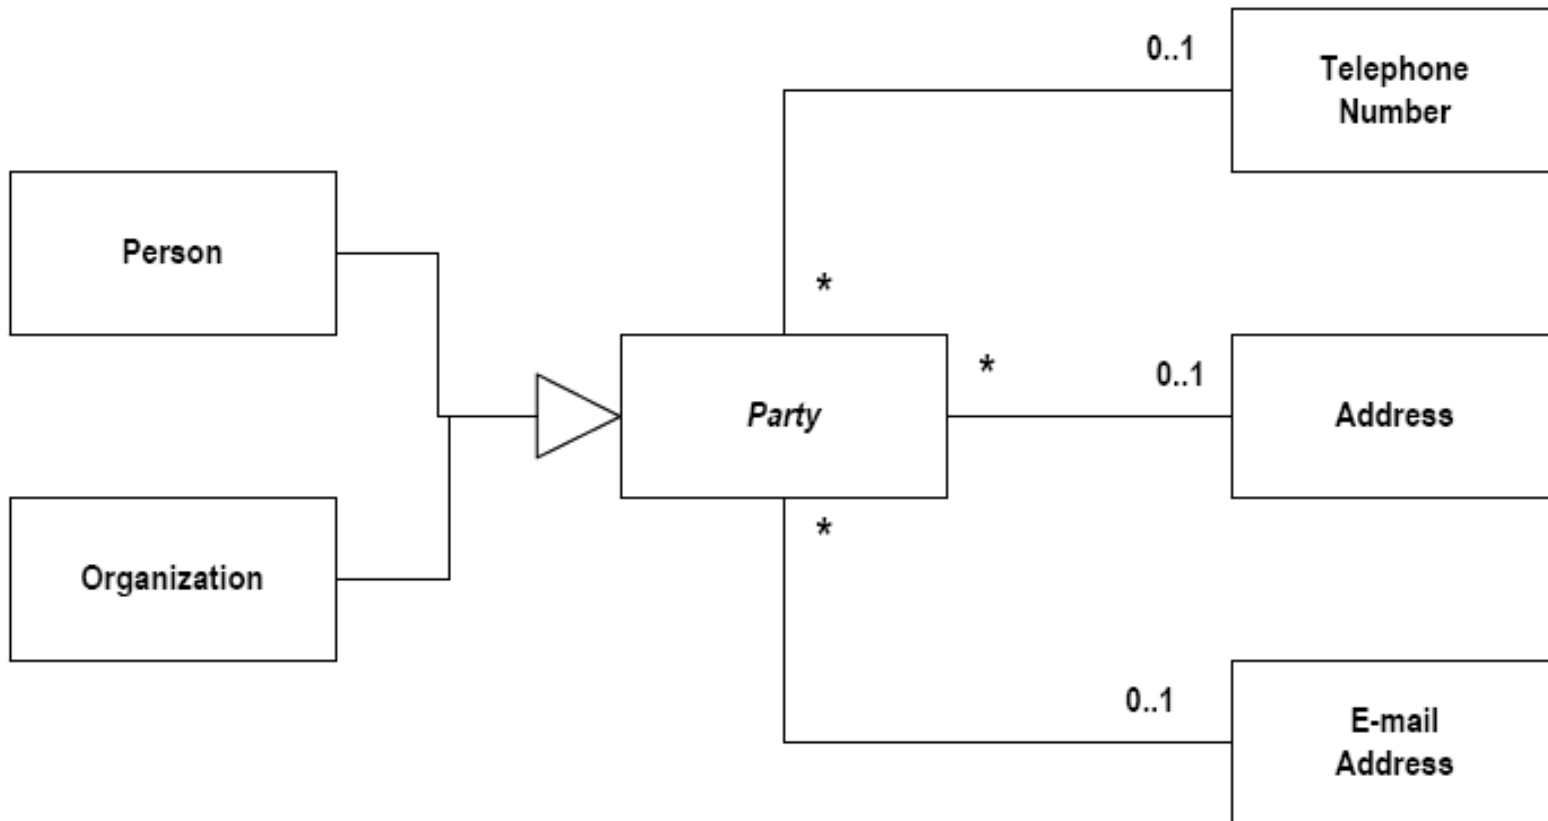 0..1
Telephone
Number
Person
*
*
0..1
Party
Address
Organization
*
0..1
E-mail
Address